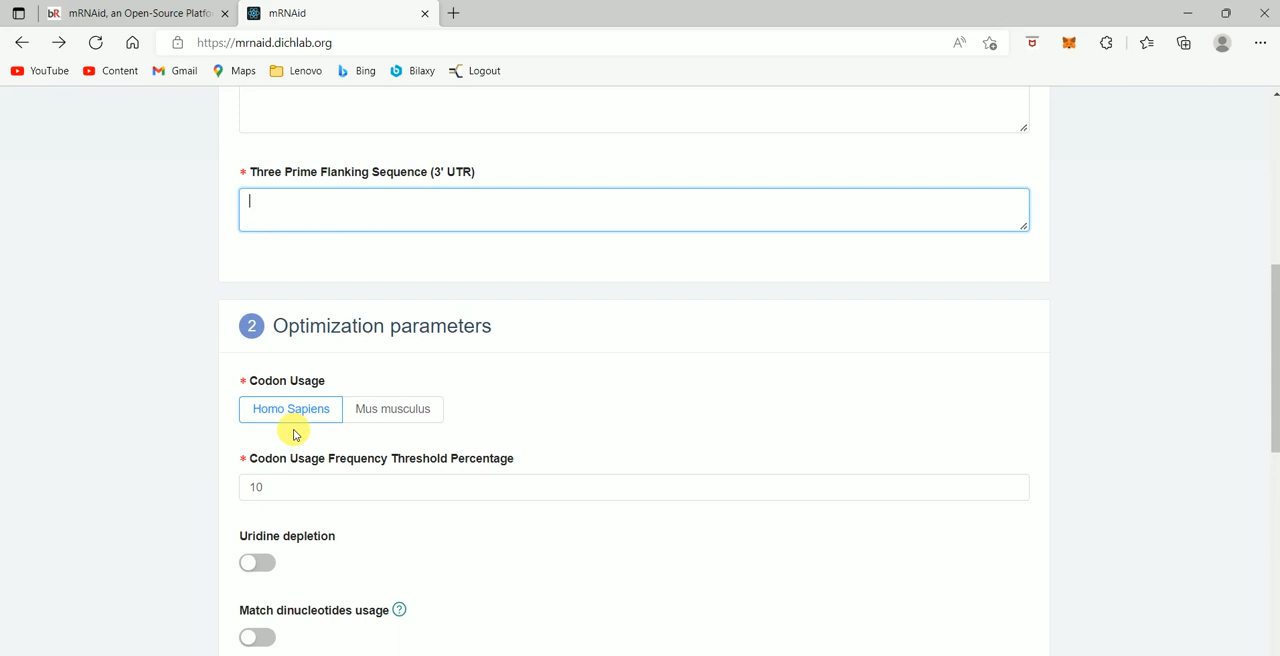 bR mRNAid, an Open-Source Platfo
mRNAid
https://mrnaid.dichlab.org
YouTube Content Gmail Maps Lenovo Bing Bilaxy Logout
* Three Prime Flanking Sequence (3' UTR)
2 Optimization parameters
* Codon Usage
Homo Sapiens Mus musculus
* Codon Usage Frequency Threshold Percentage
10
Uridine depletion
Match dinucleotides usage ?